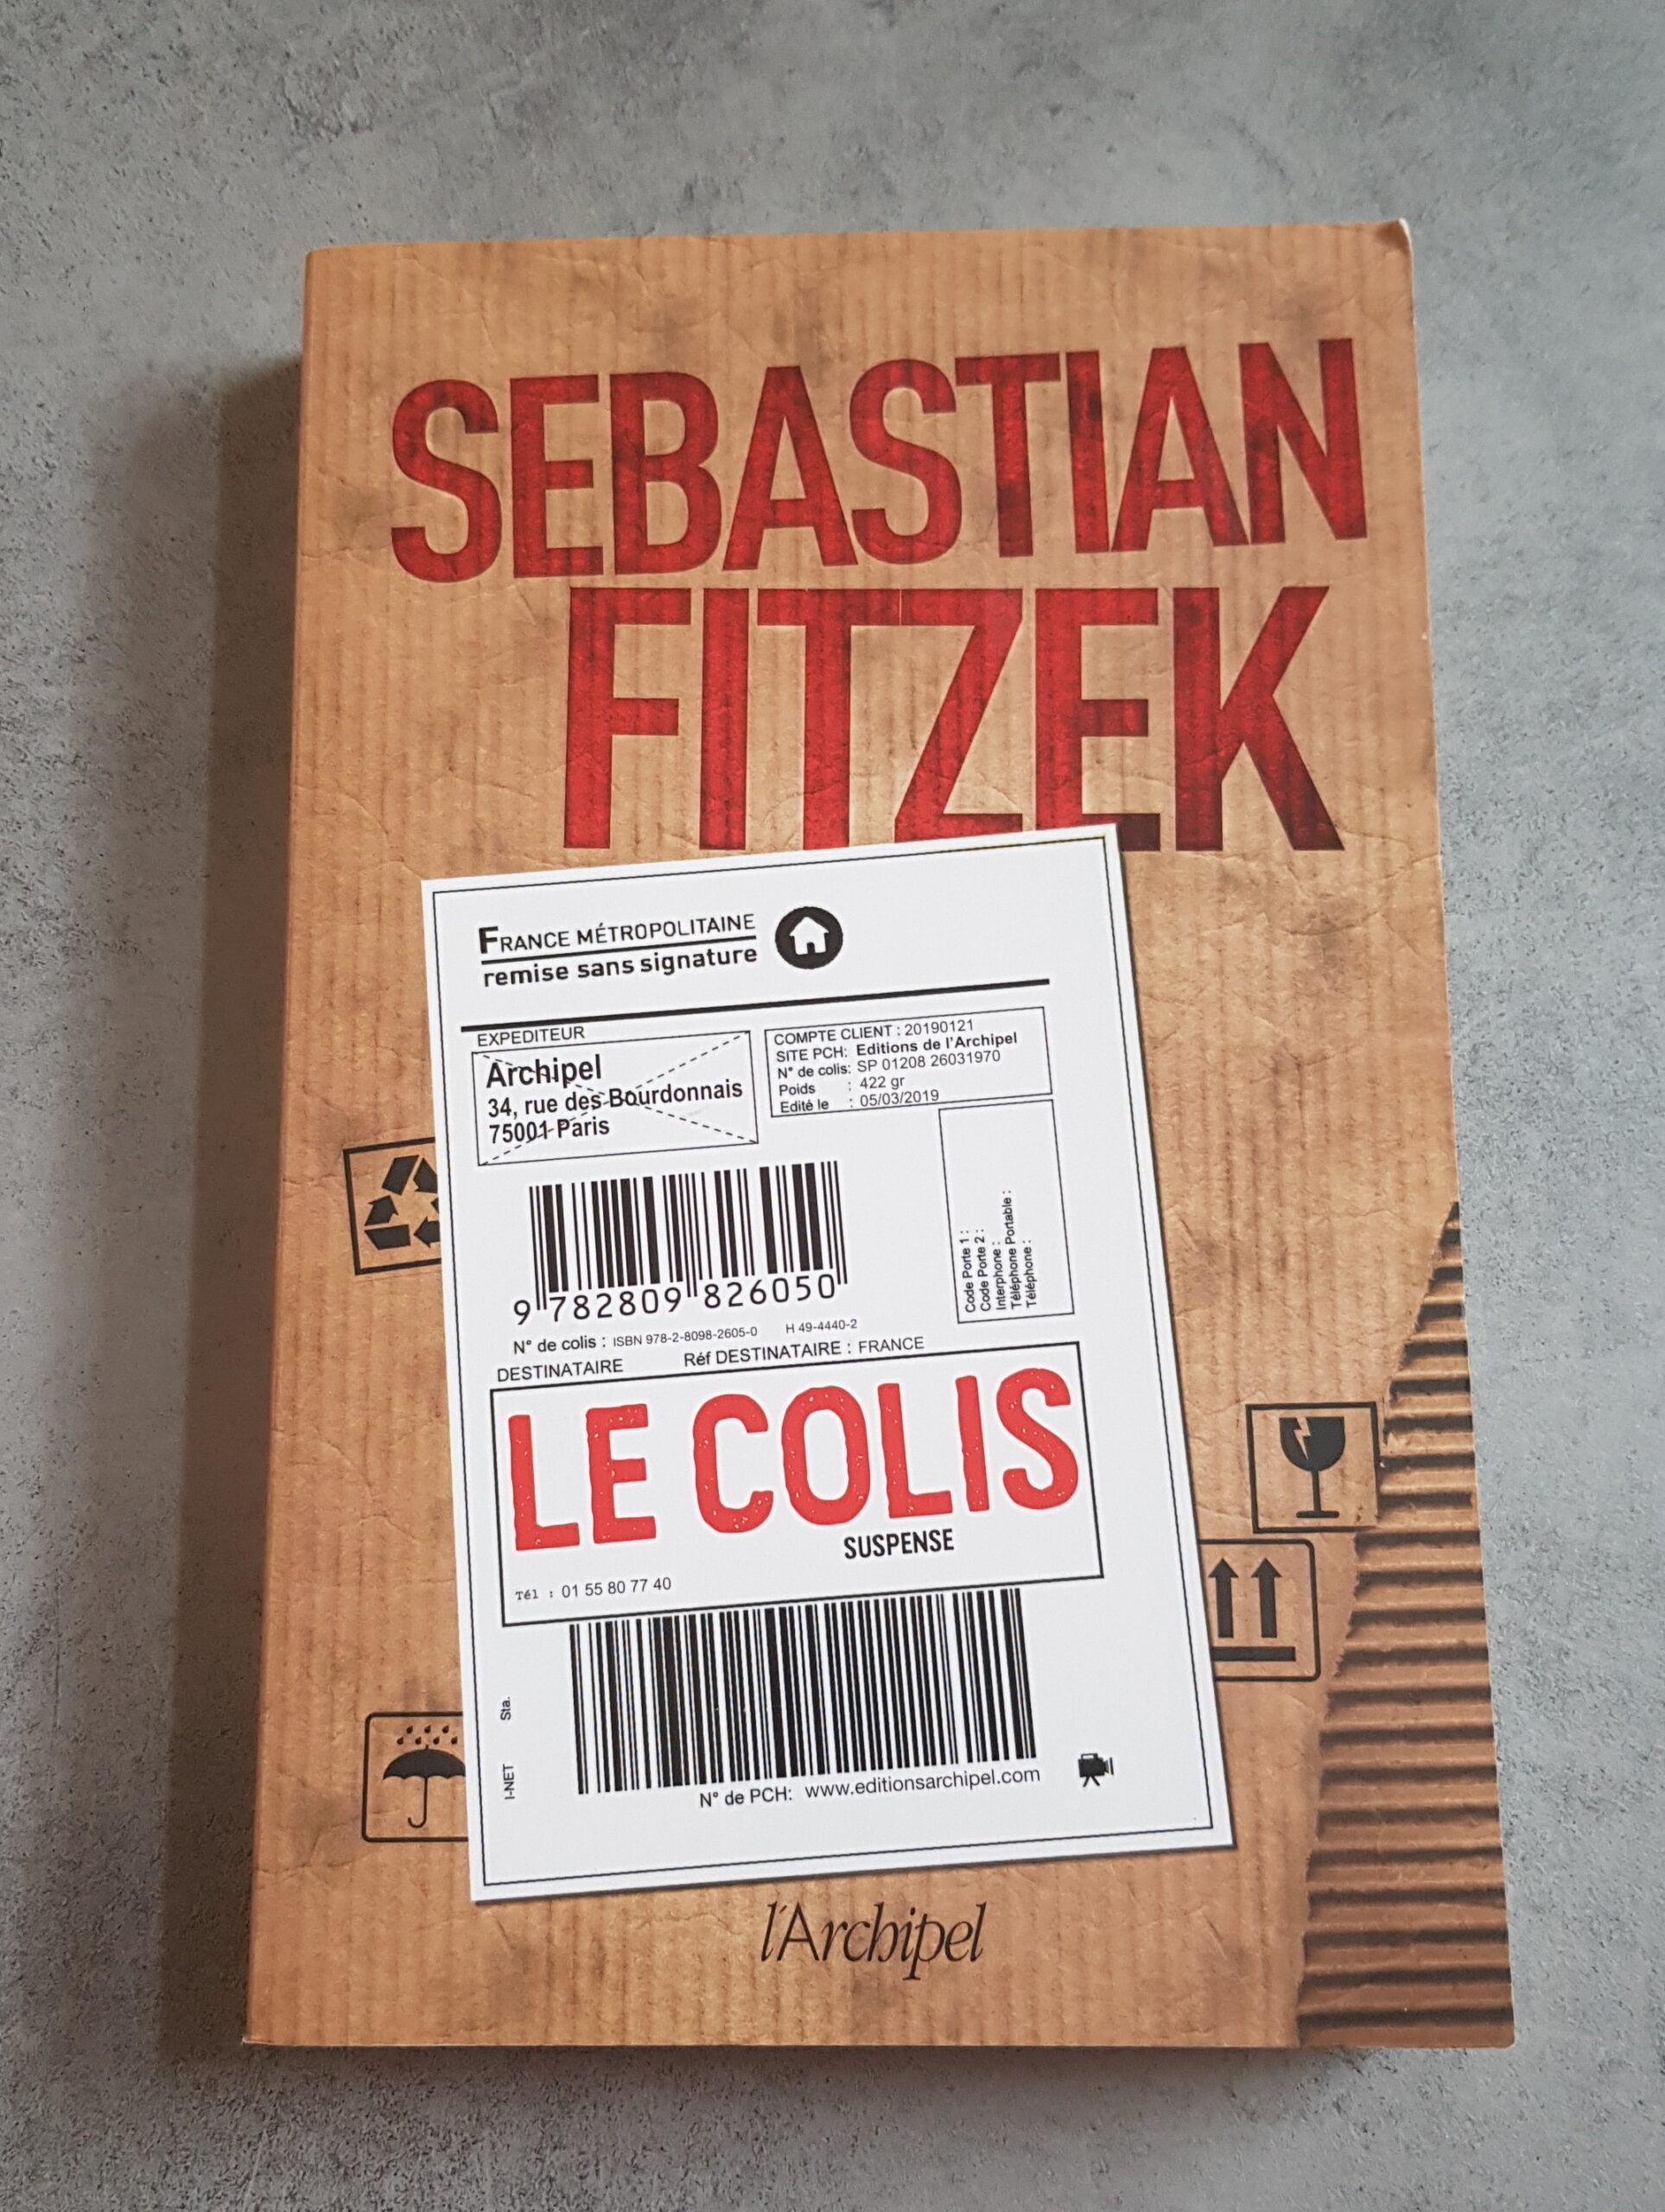 SEBASTIAN
FITZEK
FRANCE MÉTROPOLITAINE
remise sans signature
EXPEDITEUR
Archipel
34, rue des Bourdonnais
75001 Paris
COMPTE CLIENT : 20190121
SITE PCH: Editions de l'Archipel
N° de colis: SP 01208 26031970
Poids : 422 gr
Edité le : 05/03/2019
Code Porte 1 :
Code Porte 2 :
Interphone :
Téléphone Portable :
Téléphone :
9 782809 826050
N° de colis : ISBN 978-2-8098-2605-0 H 49-4440-2
DESTINATAIRE Réf DESTINATAIRE : FRANCE
LE COLIS
SUSPENSE
Tél : 01 55 80 77 40
I-NET Sta.
N° de PCH: www.editionsarchipel.com
l'Archipel